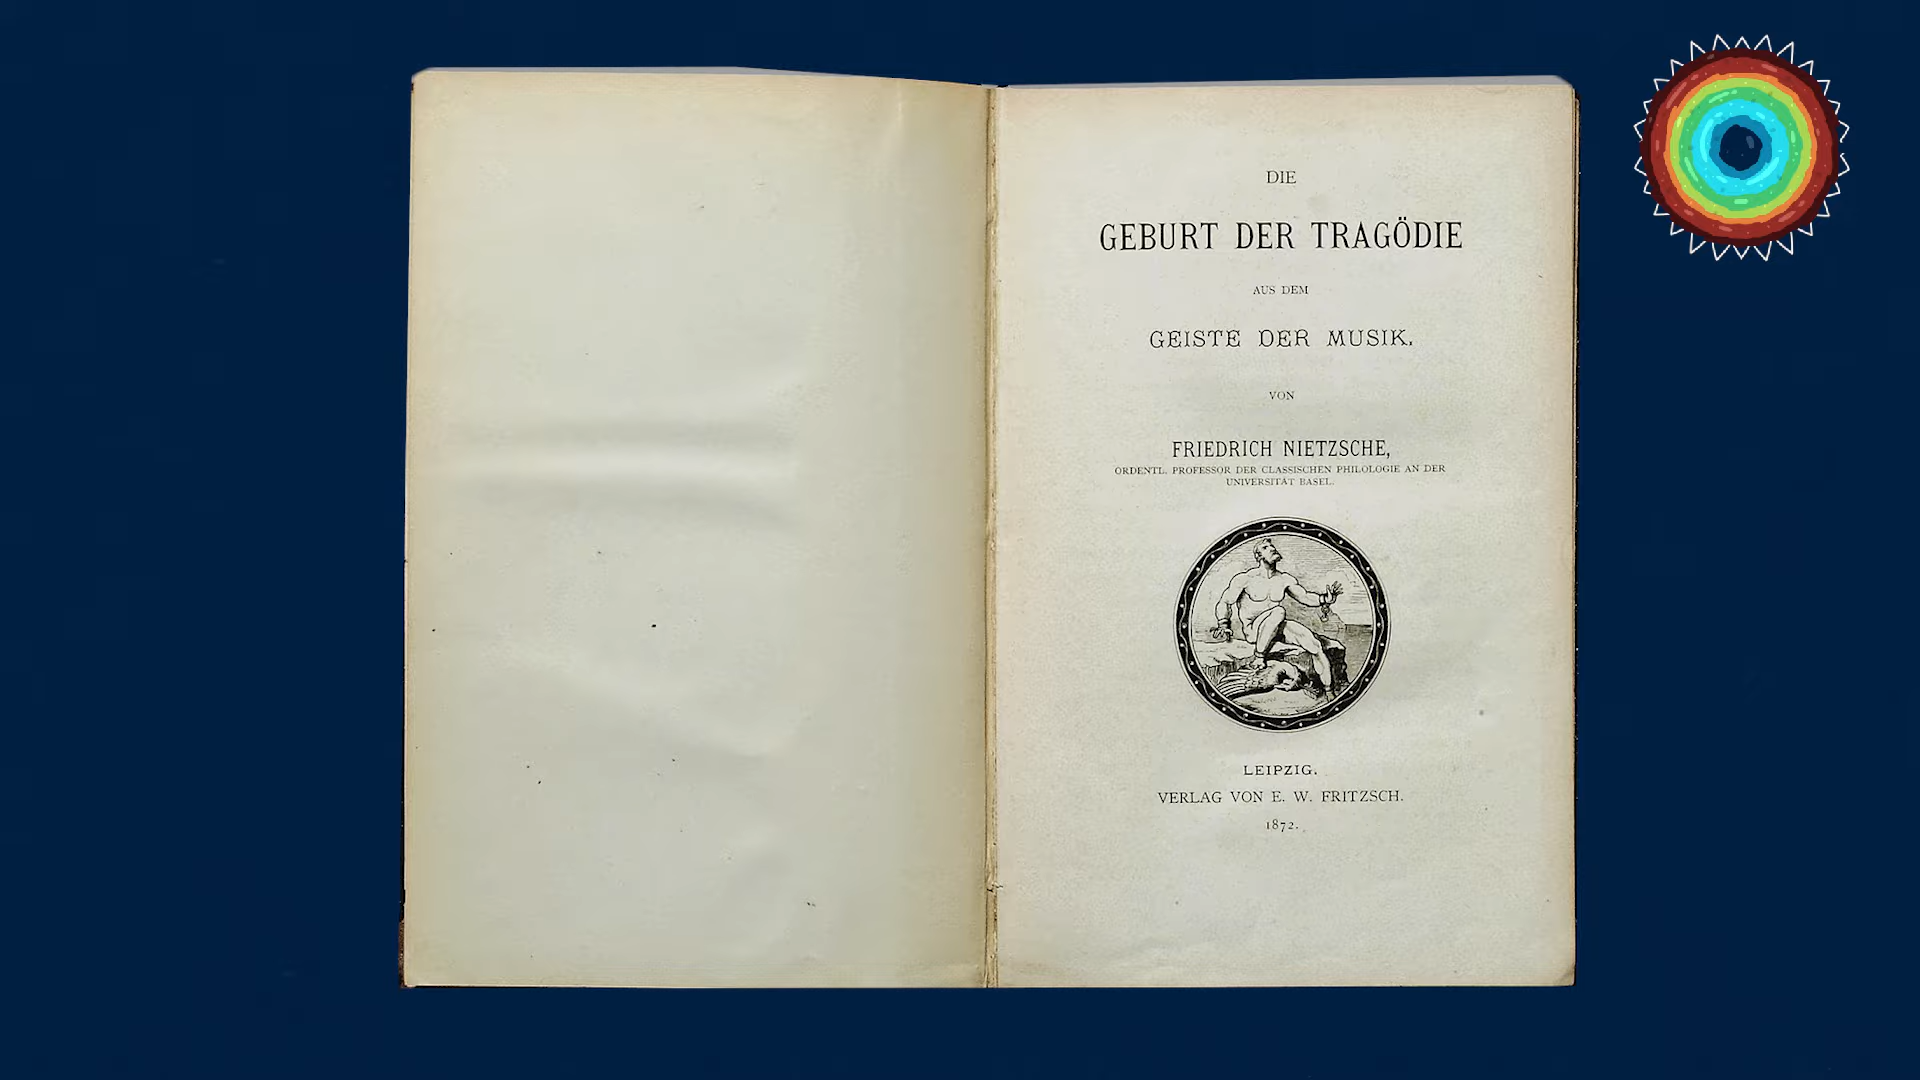 DIE
GEBURT DER TRAGÖDIE
AUS DEM
GEISTE DER MUSIK.
VON
FRIEDRICH NIETZSCHE,
ORDENTL. PROFESSOR DER CLASSISCHEN PHILOLOGIE AN DER
UNIVERSITÄT BASEL.
LEIPZIG.
VERLAG VON E. W. FRITZSCH.
1872.